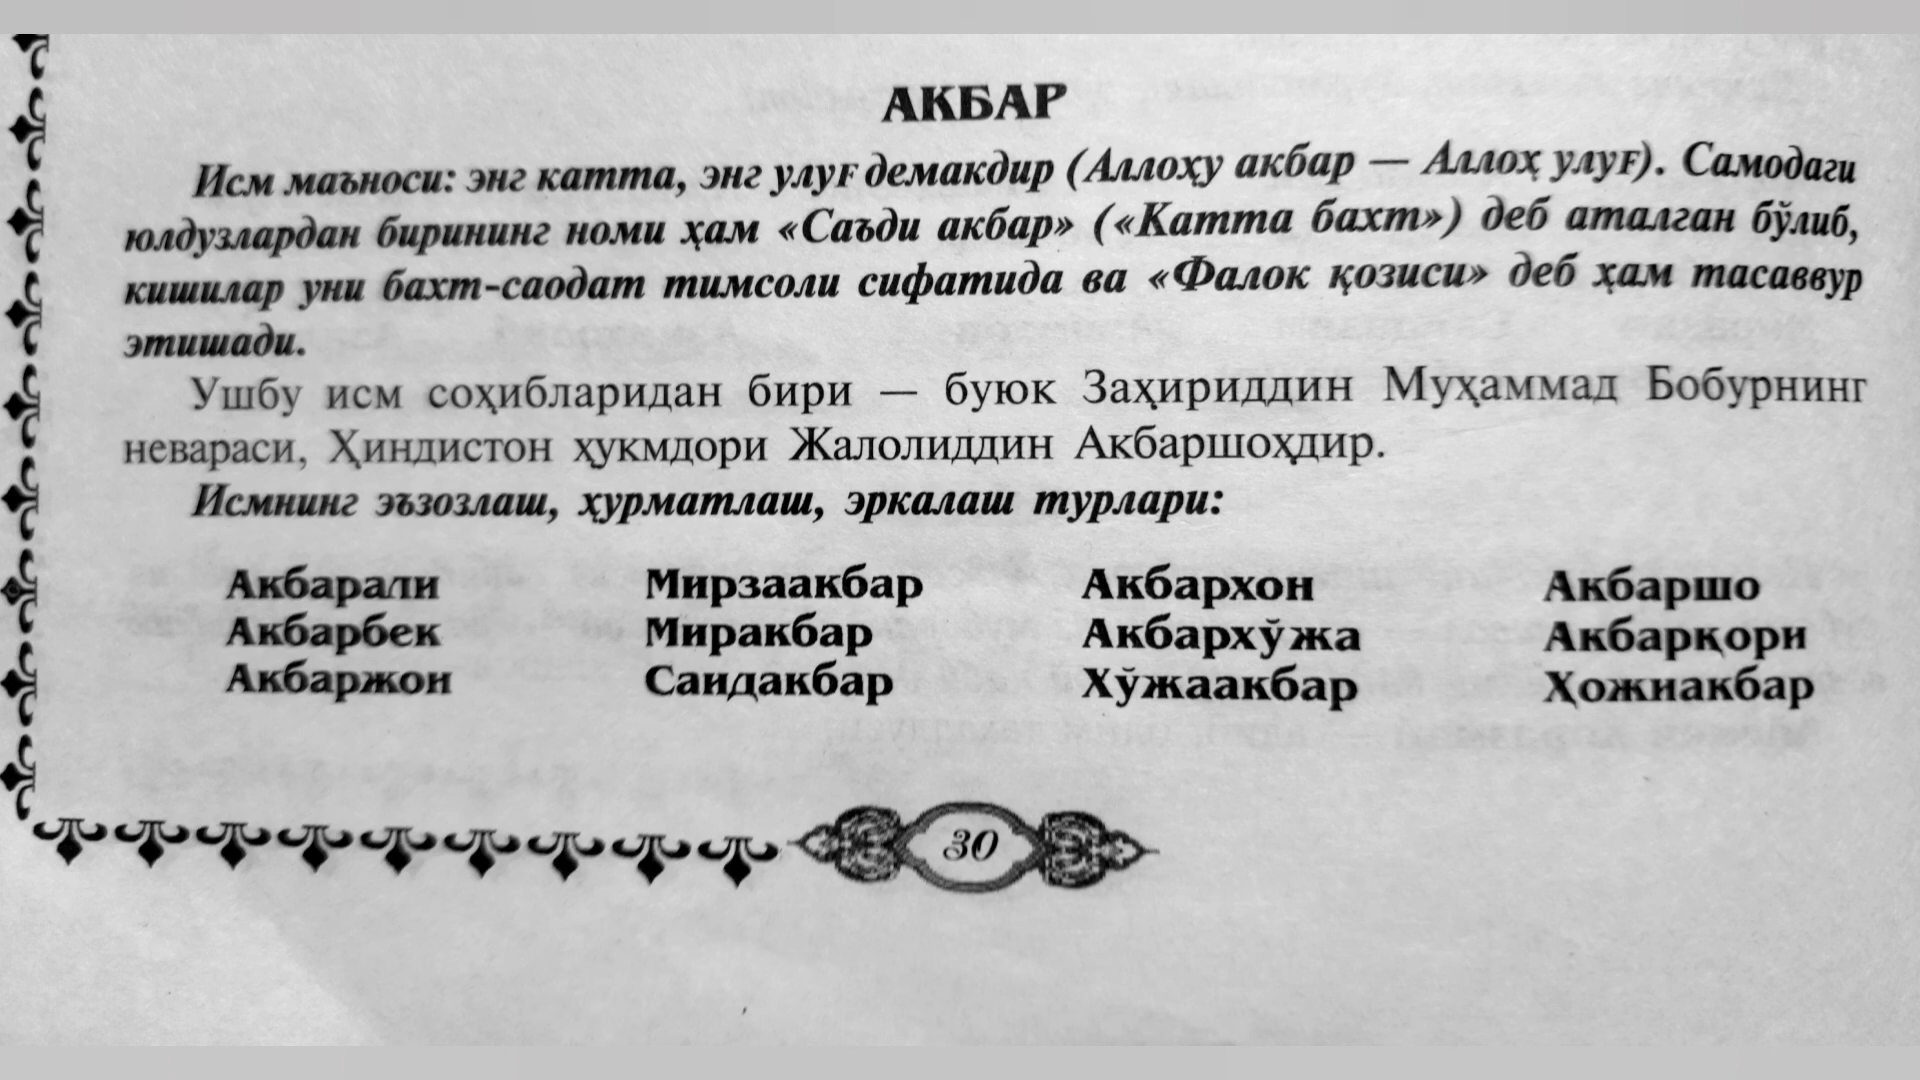 АКБАР
Исм маъноси: энг катта, энг улуғ демакдир (Аллоҳу акбар — Аллоҳ улуғ). Самодаги
юлдузлардан бирининг номи ҳам «Саъди акбар» («Катта бахт») деб аталган бўлиб,
кишилар уни бахт-саодат тимсоли сифатида ва «Фалок қозиси» деб ҳам тасаввур
этишади.
Ушбу исм соҳибларидан бири — буюк Заҳириддин Муҳаммад Бобурнинг
невараси, Ҳиндистон ҳукмдори Жалолиддин Акбаршоҳдир.
Исмнинг эъзозлаш, ҳурматлаш, эркалаш турлари:
Акбарали Мирзаакбар Акбархон Акбаршо
Акбарбек Миракбар Акбархўжа Акбарқори
Акбаржон Саидакбар Хўжаакбар Ҳожиакбар
30